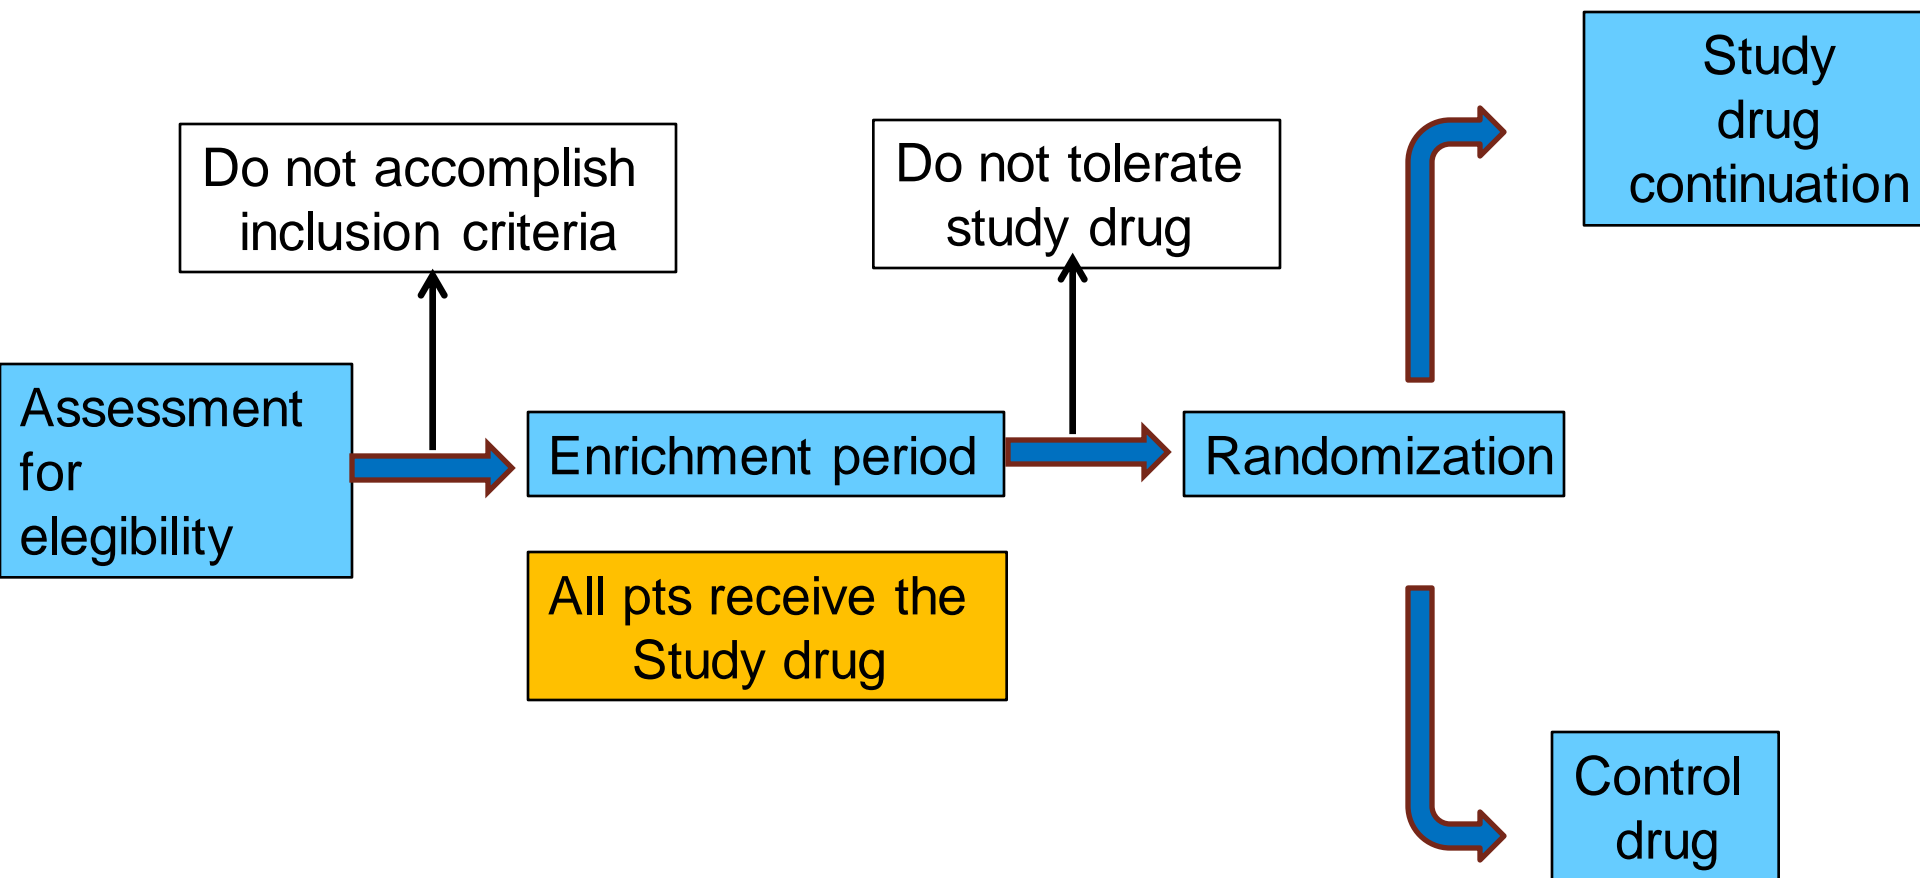 Study
drug
continuation
Do not accomplish
inclusion criteria
Do not tolerate
study drug
Assessment
for
elegibility
Enrichment period
Randomization
All pts receive the
Study drug
Control
drug